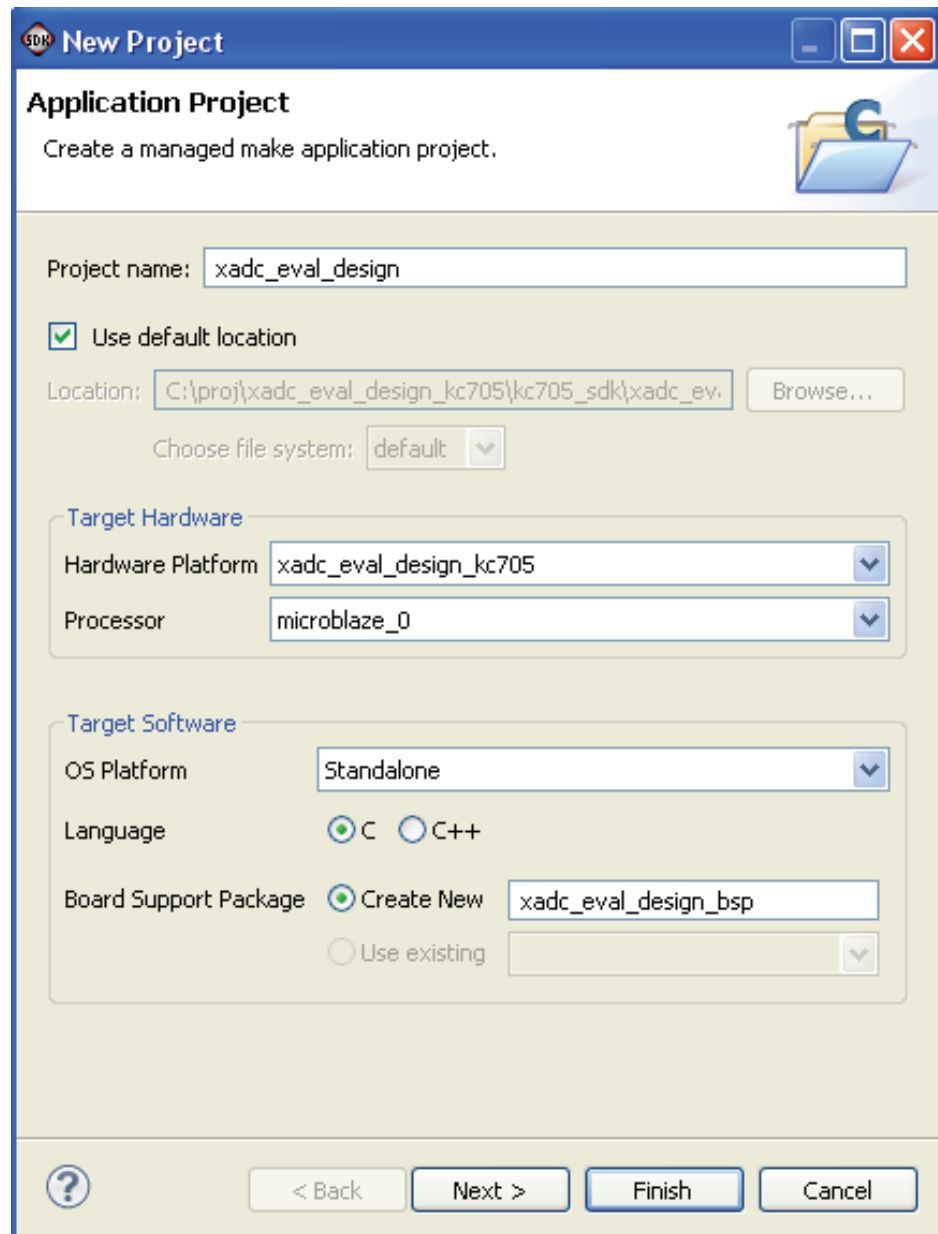 SDK New Project
Application Project
Create a managed make application project.
C
Project name: xadc_eval_design
Use default location
Location: C:\proj\xadc_eval_design_kc705\kc705_sdk\xadc_ev Browse...
Choose file system: default
Target Hardware
Hardware Platform xadc_eval_design_kc705
Processor microblaze_0
Target Software
OS Platform Standalone
Language C C++
Board Support Package Create New xadc_eval_design_bsp
Use existing
? < Back Next > Finish Cancel